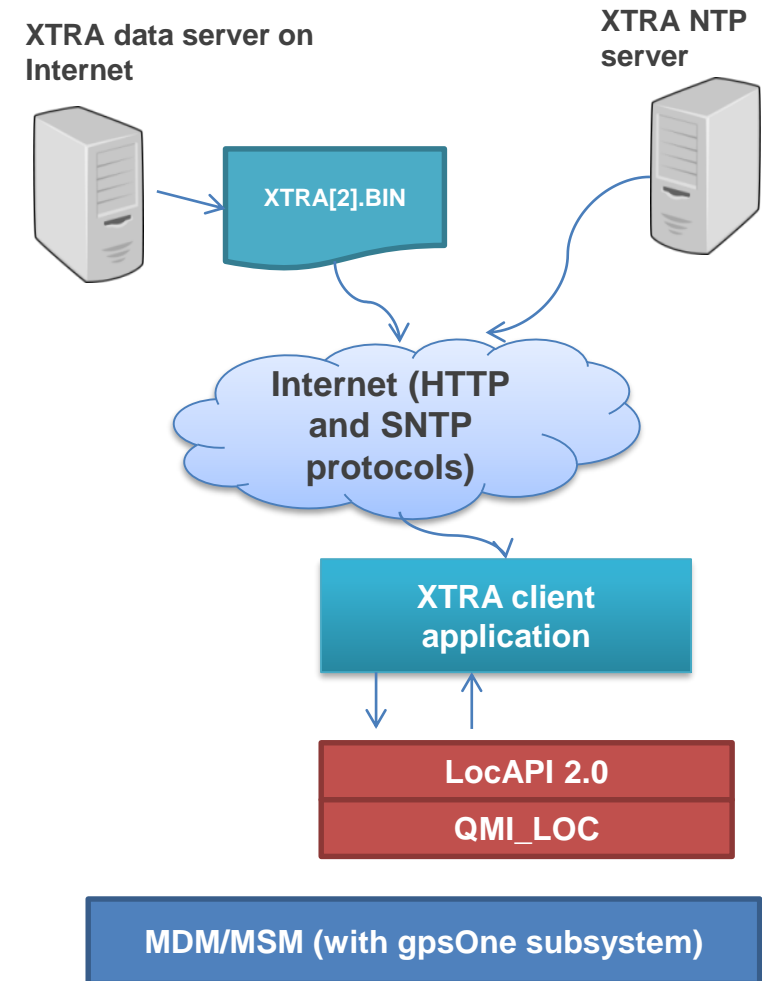 XTRA data server on
Internet
XTRA NTP
server
XTRA[2].BIN
Internet (HTTP
and SNTP
protocols)
XTRA client
application
LocAPI 2.0
QMI_LOC
MDM/MSM (with gpsOne subsystem)